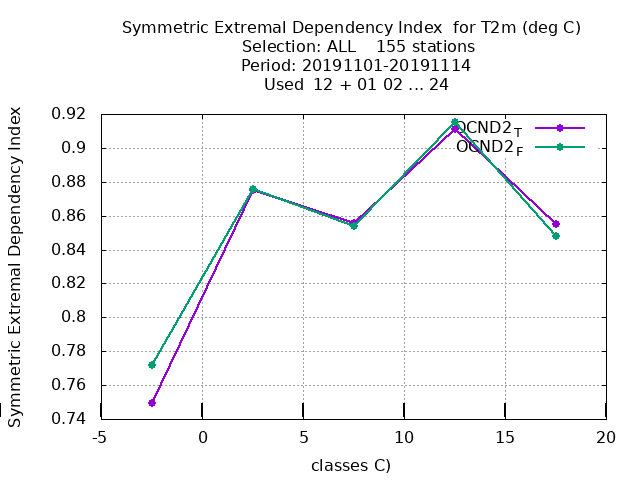 Symmetric Extremal Dependency Index  for T2m (deg C)
Selection: ALL    155 stations
Period: 20191101-20191114
Used  12 + 01 02 ... 24
Symmetric Extremal Dependency Index
0.92
0.9
0.88
0.86
0.84
0.82
0.8
0.78
0.76
0.74
OCND2T
OCND2F
-5 0 5 10 15 20
classes C)